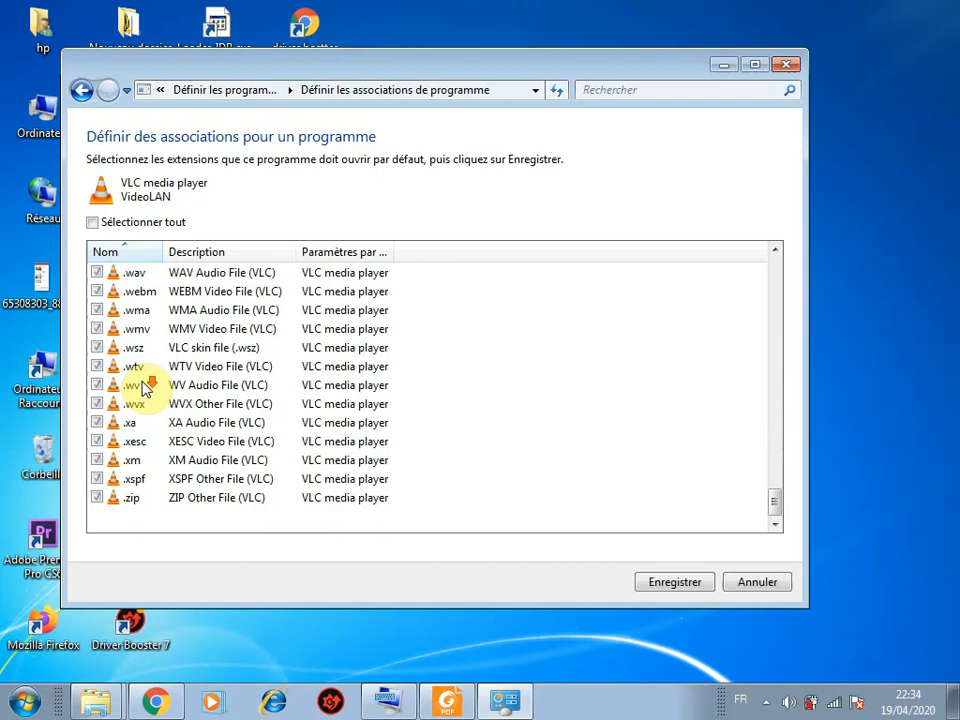 hp
Définir les program...
Définir les associations de programme
Rechercher
Définir des associations pour un programme
Sélectionnez les extensions que ce programme doit ouvrir par défaut, puis cliquez sur Enregistrer.
VLC media player
VideoLAN
Sélectionner tout
Nom Description Paramètres par ...
.wav WAV Audio File (VLC) VLC media player
.webm WEBM Video File (VLC) VLC media player
.wma WMA Audio File (VLC) VLC media player
.wmv WMV Video File (VLC) VLC media player
.wsz VLC skin file (.wsz) VLC media player
.wtv WTV Video File (VLC) VLC media player
.wv WV Audio File (VLC) VLC media player
.wvx WVX Other File (VLC) VLC media player
.xa XA Audio File (VLC) VLC media player
.xesc XESC Video File (VLC) VLC media player
.xm XM Audio File (VLC) VLC media player
.xspf XSPF Other File (VLC) VLC media player
.zip ZIP Other File (VLC) VLC media player
Enregistrer Annuler
Ordinate
Réseau
Ordinate
Raccour
Corbeill
Pr
Adobe Pre
Pro CS6
Mozilla Firefox
Driver Booster 7
PDF
FR
22:34
19/04/2020